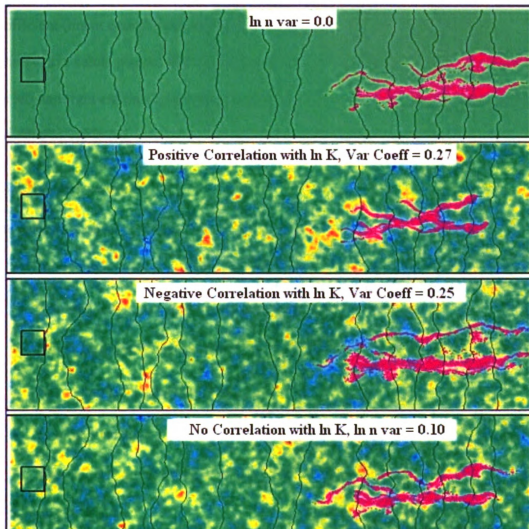 ln n var = 0.0
Positive Correlation with ln K, Var Coeff = 0.27
Negative Correlation with ln K, Var Coeff = 0.25
No Correlation with ln K, ln n var = 0.10